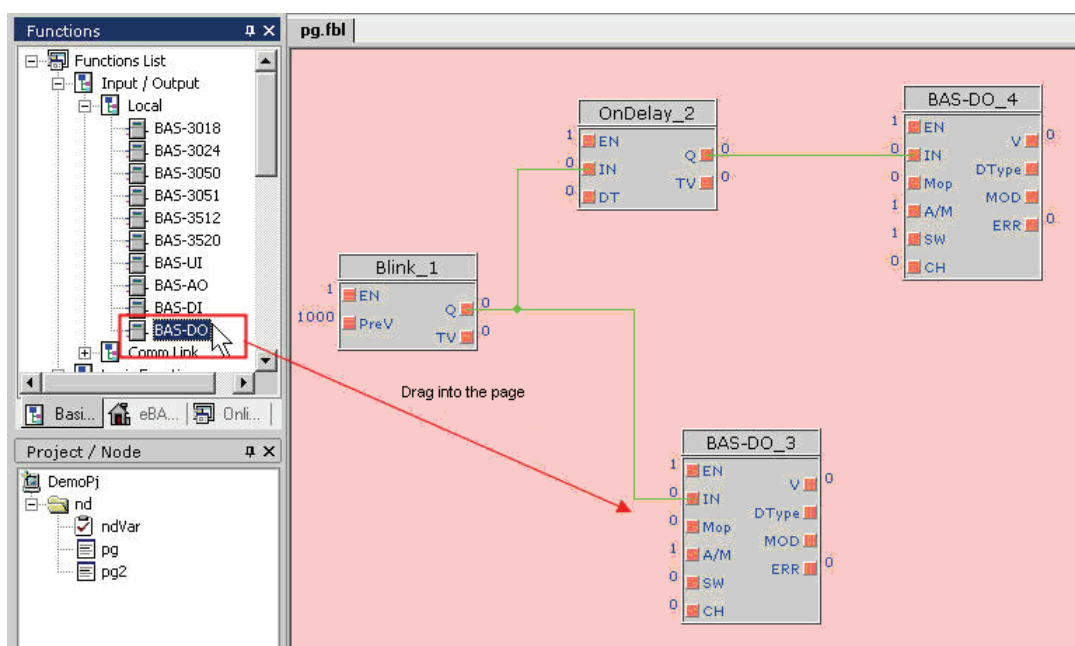 Functions
Functions List
Input / Output
Local
BAS-3018
BAS-3024
BAS-3050
BAS-3051
BAS-3512
BAS-3520
BAS-UI
BAS-AO
BAS-DI
BAS-DO
Comm Link
Basi...
eBA...
Onli...
Project / Node
DemoPj
nd
ndVar
pg
pg2
pg.fbl
OnDelay_2
1 EN
0 IN
0 DT
Q 0
TV 0
BAS-DO_4
1 EN
0 IN
0 Mop
1 A/M
1 SW
0 CH
V 0
DType
MOD
ERR 0
Blink_1
1 EN
1000 PreV
Q 0
TV 0
Drag into the page
BAS-DO_3
1 EN
0 IN
0 Mop
1 A/M
0 SW
0 CH
V 0
DType
MOD
ERR 0